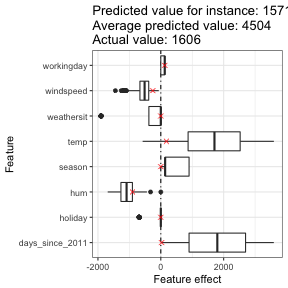 Predicted value for instance: 157
Average predicted value: 4504
Actual value: 1606
workingday
windspeed
weathersit
temp
season
hum
holiday
days_since_2011
Feature
-2000
0
2000
Feature effect